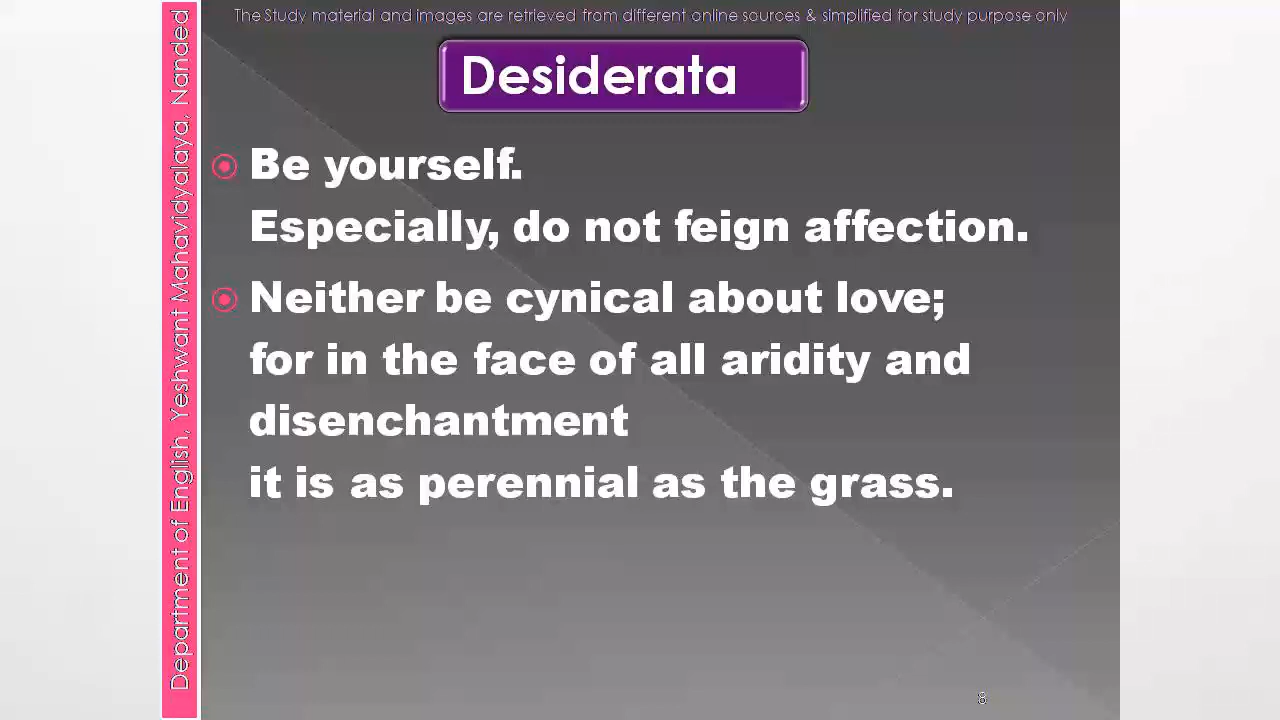 The Study material and images are retrieved from different online sources & simplified for study purpose only
Desiderata
Be yourself.
Especially, do not feign affection.
Neither be cynical about love;
for in the face of all aridity and
disenchantment
it is as perennial as the grass.
Department of English, Yeshwant Mahavidyalaya, Nanded
8